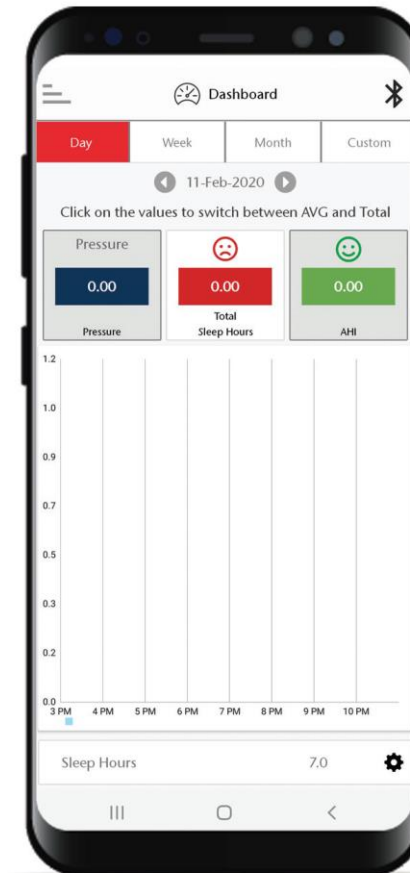 Dashboard
Day Week Month Custom
11-Feb-2020
Click on the values to switch between AVG and Total
Pressure
0.00 0.00 0.00
Pressure Total Sleep Hours AHI
1.2
1.0
0.9
0.7
0.5
0.3
0.2
0.0
3 PM 4 PM 5 PM 6 PM 7 PM 8 PM 9 PM 10 PM
Sleep Hours 7.0